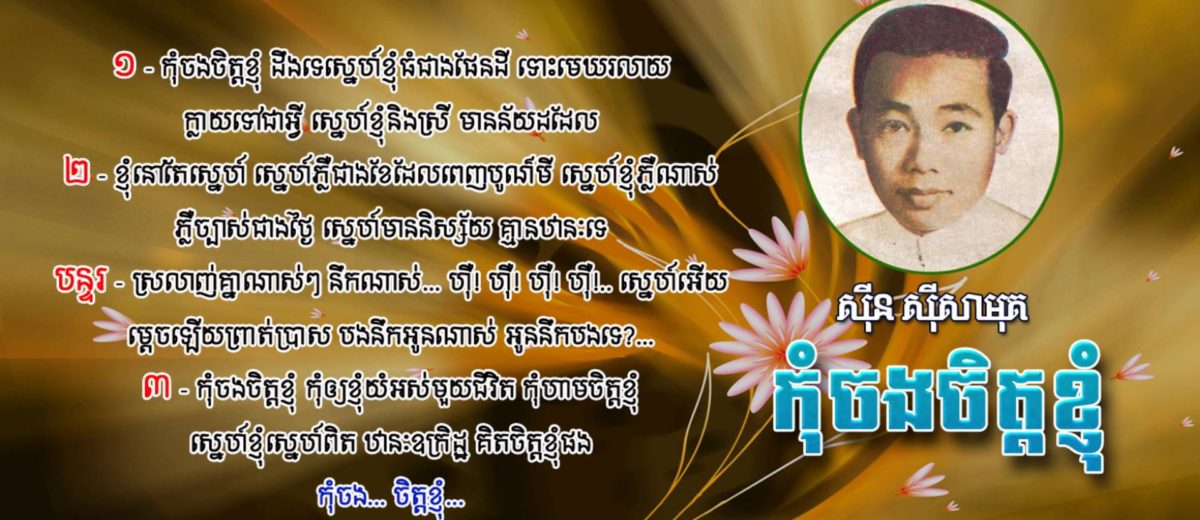 ១ - កុំចងចិត្តខ្ញុំ ដឹងទេស្នេហ៍ខ្ញុំធំជាងផែនដី ទោះមេឃរលាយ
ក្លាយទៅជាអ្វី ស្នេហ៍ខ្ញុំនិងស្រី មានន័យដដែល
២ - ខ្ញុំនៅតែស្នេហ៍ ស្នេហ៍ភ្លឺជាងខែដែលពេញបូណ៌មី ស្នេហ៍ខ្ញុំភ្លឺណាស់
ភ្លឺច្បាស់ជាងថ្ងៃ ស្នេហ៍មាននិស្ស័យ គ្មានឋានៈទេ
បន្ទរ - ស្រលាញ់គ្នាណាស់ៗ នឹកណាស់... ហ៊ឺ! ហ៊ឺ! ហ៊ឺ! ហ៊ឺ!.. ស្នេហ៍អើយ
ម្ដេចឡើយព្រាត់ប្រាស បងនឹកអូនណាស់ អូននឹកបងទេ?...
៣ - កុំចងចិត្តខ្ញុំ កុំឲ្យខ្ញុំយំអស់មួយជីវិត កុំហាមចិត្តខ្ញុំ
ស្នេហ៍ខ្ញុំស្នេហ៍ពិត ឋានៈឧក្រិដ្ឋ គិតចិត្តខ្ញុំផង
កុំចង... ចិត្តខ្ញុំ...
ស៊ីន ស៊ីសាមុត
កុំចងចិត្តខ្ញុំ